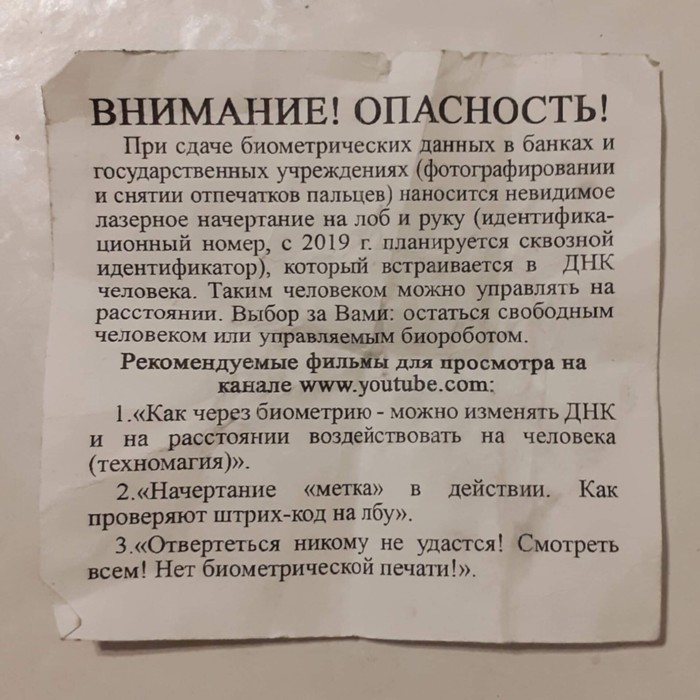 ВНИМАНИЕ! ОПАСНОСТЬ!
При сдаче биометрических данных в банках и
государственных учреждениях (фотографировании
и снятии отпечатков пальцев) наносится невидимое
лазерное начертание на лоб и руку (идентифика-
ционный номер, с 2019 г. планируется сквозной
идентификатор), который встраивается в ДНК
человека. Таким человеком можно управлять на
расстоянии. Выбор за Вами: остаться свободным
человеком или управляемым биороботом.
Рекомендуемые фильмы для просмотра на
канале www.youtube.com:
1.«Как через биометрию - можно изменять ДНК
и на расстоянии воздействовать на человека
(техномагия)».
2.«Начертание «метка» в действии. Как
проверяют штрих-код на лбу».
3.«Отвертеться никому не удастся! Смотреть
всем! Нет биометрической печати!».